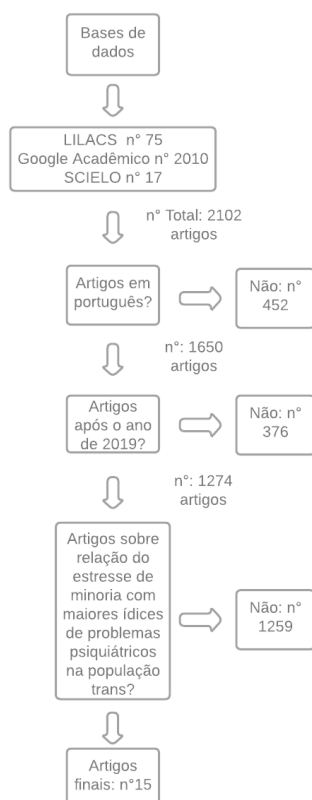 Bases de
dados
LILACS n° 75
Google Acadêmico n° 2010
SCIELO n° 17
n° Total: 2102
artigos
Artigos em
português?
Não: n°
452
n°: 1650
artigos
Artigos
após o ano
de 2019?
Não: n°
376
n°: 1274
artigos
Artigos sobre
relação do
estresse de
minoria com
maiores ídices
de problemas
psiquiátricos
na população
trans?
Não: n°
1259
Artigos
finais: n°15